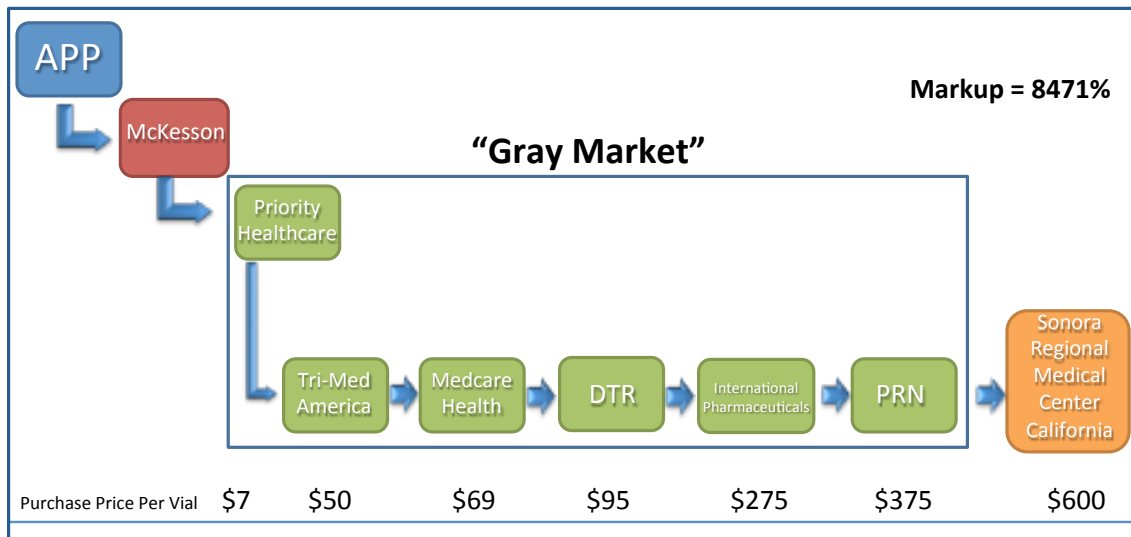 APP
Markup = 8471%
McKesson
“Gray Market”
Priority
Healthcare
Tri-Med
America
Medcare
Health
DTR
International
Pharmaceuticals
PRN
Sonora
Regional
Medical
Center
California
Purchase Price Per Vial $7 $50 $69 $95 $275 $375 $600